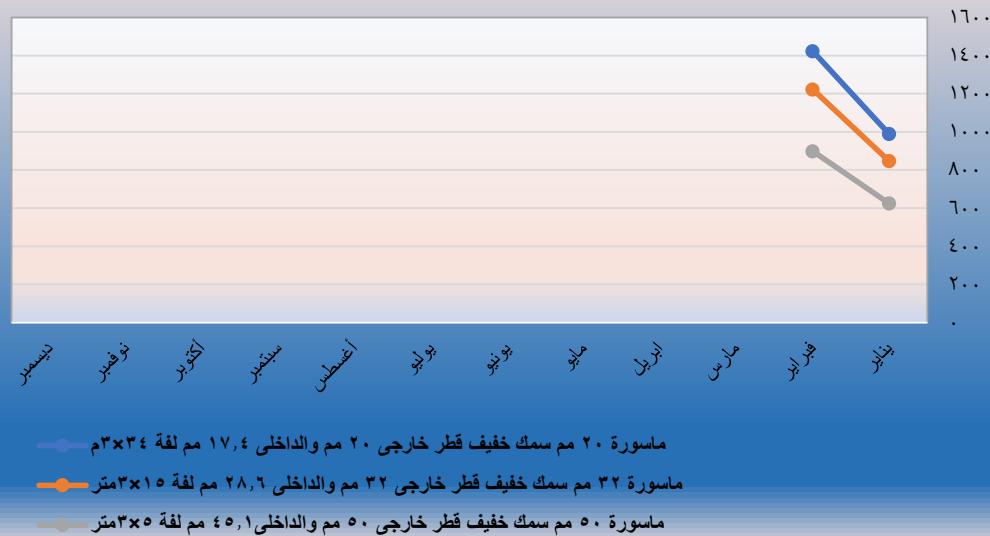 ١٦٠٠
١٤٠٠
١٢٠٠
١٠٠٠
٨٠٠
٦٠٠
٤٠٠
٢٠٠
٠
يناير
فبراير
مارس
ابريل
مايو
يونيو
يوليو
أغسطس
سبتمبر
أكتوبر
نوفمبر
ديسمبر
ماسورة ٢٠ مم سمك خفيف قطر خارجى ٢٠ مم والداخلى ١٧,٤ مم لفة ٣٤×٣م
ماسورة ٣٢ مم سمك خفيف قطر خارجى ٣٢ مم والداخلى ٢٨,٦ مم لفة ١٥×٣متر
ماسورة ٥٠ مم سمك خفيف قطر خارجى ٥٠ مم والداخلى٤٥,١ مم لفة ٥×٣متر